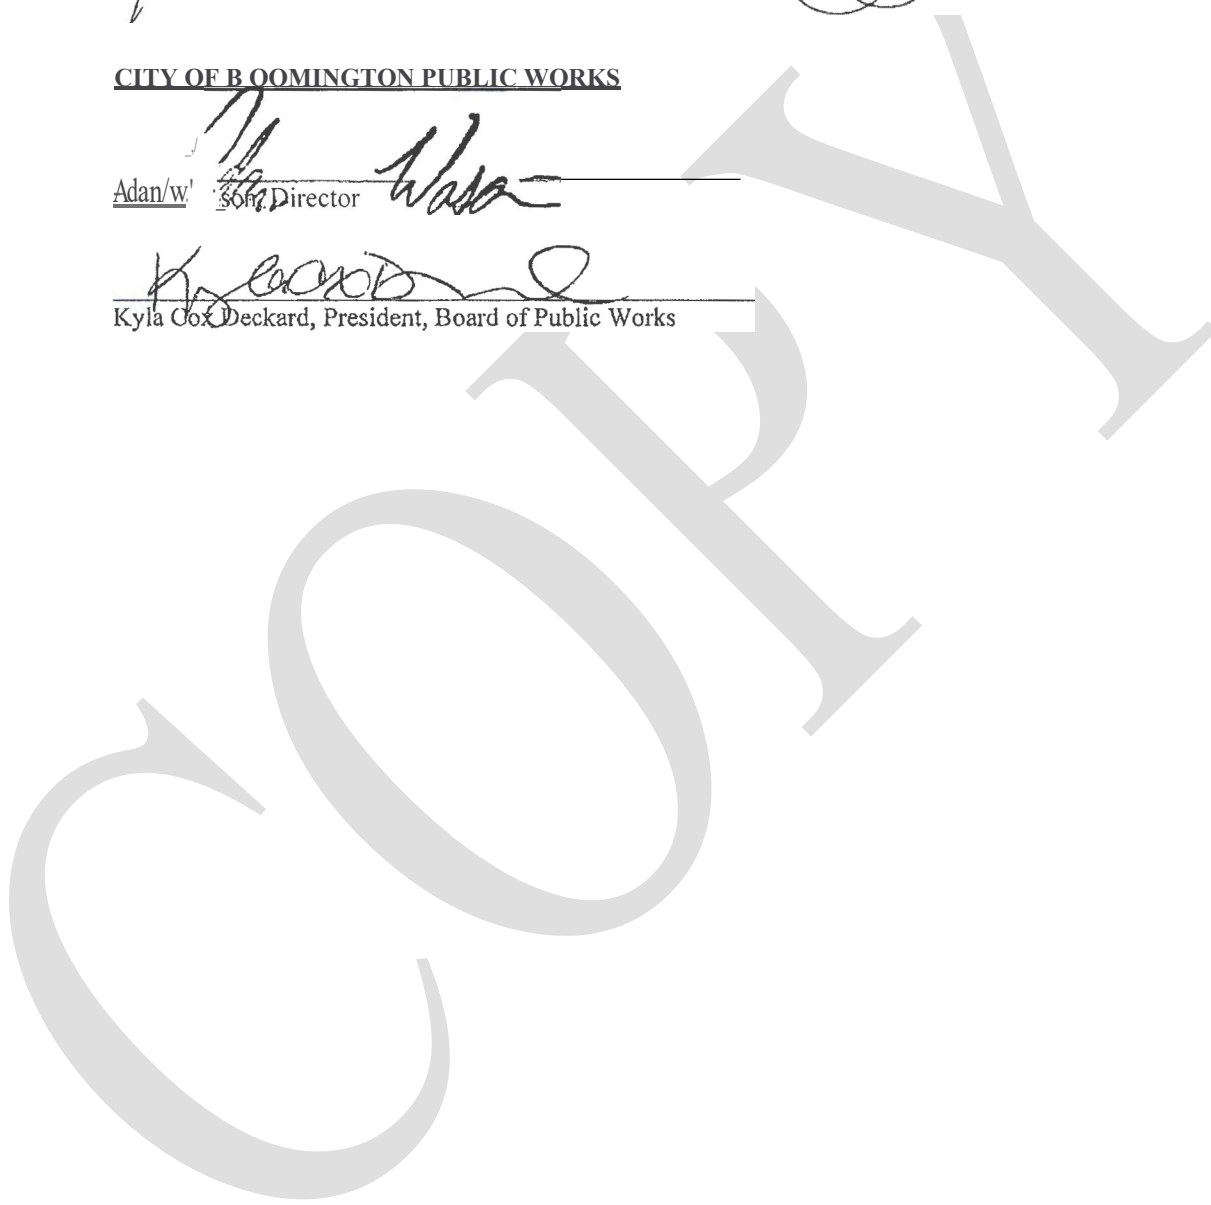 CITY OF B OOMINGTON PUBLIC WORKS
Adan/w!'son, Director
Kyla Cox Deckard, President, Board of Public Works
COPY